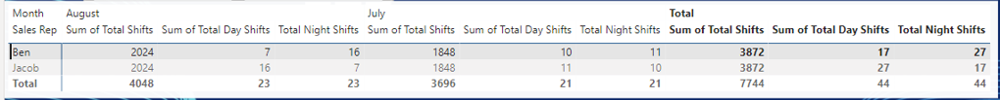 Month August July Total
Sales Rep Sum of Total Shifts Sum of Total Day Shifts Total Night Shifts Sum of Total Shifts Sum of Total Day Shifts Total Night Shifts Sum of Total Shifts Sum of Total Day Shifts Total Night Shifts
Ben 2024 7 16 1848 10 11 3872 17 27
Jacob 2024 16 7 1848 11 10 3872 27 17
Total 4048 23 23 3696 21 21 7744 44 44